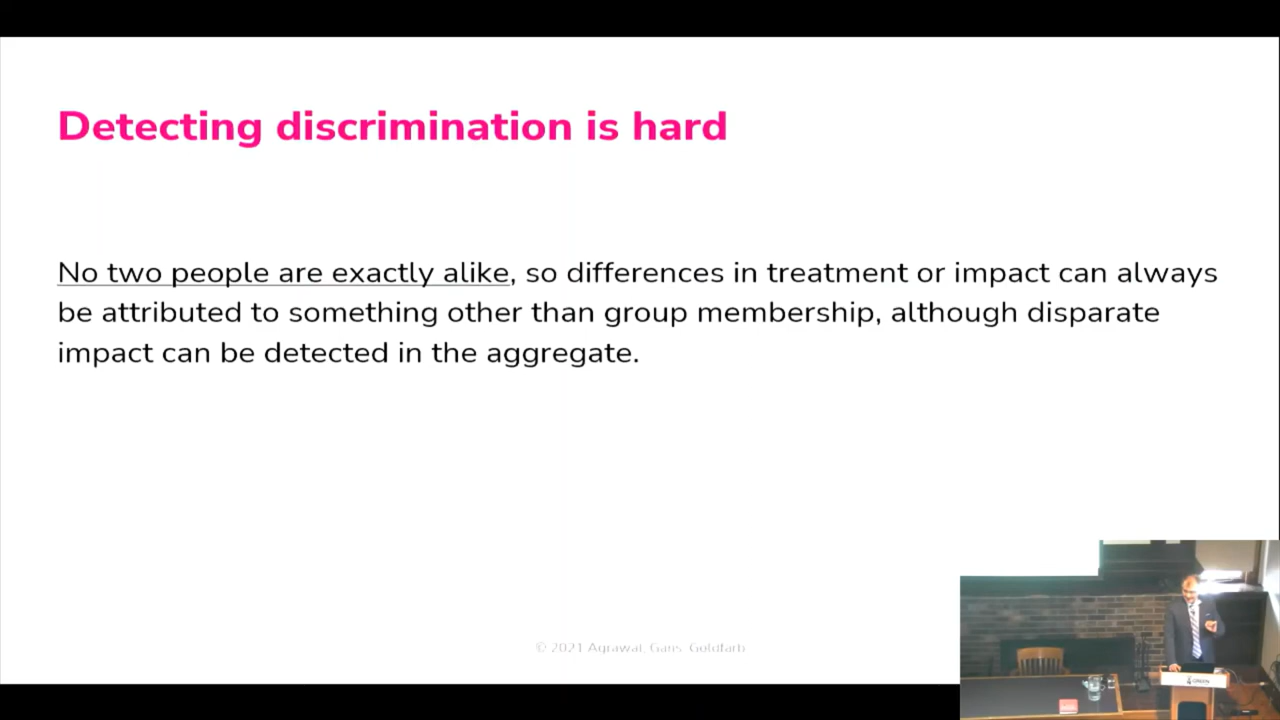 Detecting discrimination is hard
No two people are exactly alike, so differences in treatment or impact can always
be attributed to something other than group membership, although disparate
impact can be detected in the aggregate.
© 2021 Agrawal, Gans, Goldfarb